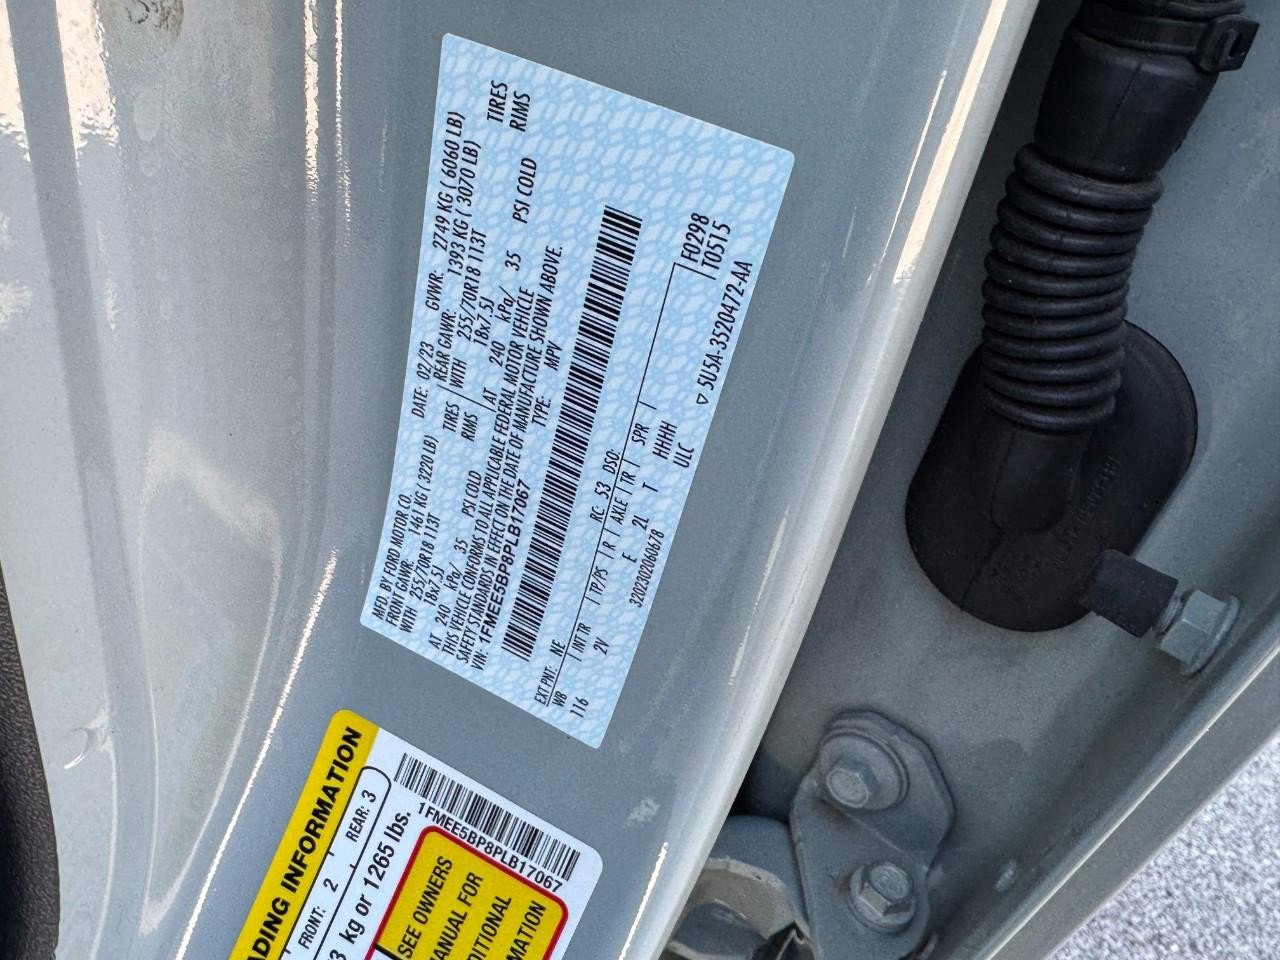 MFD. BY FORD MOTOR CO.
DATE: 02/23 GVWR: 2749 KG ( 6060 LB)
FRONT GAWR: 1461 KG ( 3220 LB) REAR GAWR: 1393 KG ( 3070 LB)
WITH 255/70R18 113T TIRES WITH 255/70R18 113T TIRES
18x7.5J RIMS 18x7.5J RIMS
AT 240 kPa/ 35 PSI COLD AT 240 kPa/ 35 PSI COLD
THIS VEHICLE CONFORMS TO ALL APPLICABLE FEDERAL MOTOR VEHICLE
SAFETY STANDARDS IN EFFECT ON THE DATE OF MANUFACTURE SHOWN ABOVE.
VIN: 1FMEE5BP8PLB17067 TYPE: MPV
EXT PNT: NE RC: 53 DSO: F0298
WB INT TR TP/PS R AXLE TR SPR T0515
116 2V E 2L T HHHH
ULC
3202302060678 ▽ 5U5A-3520472-AA
ADING INFORMATION
FRONT: 2 REAR: 3
kg or 1265 lbs.
1FMEE5BP8PLB17067
SEE OWNERS
MANUAL FOR
DITIONAL
MATION